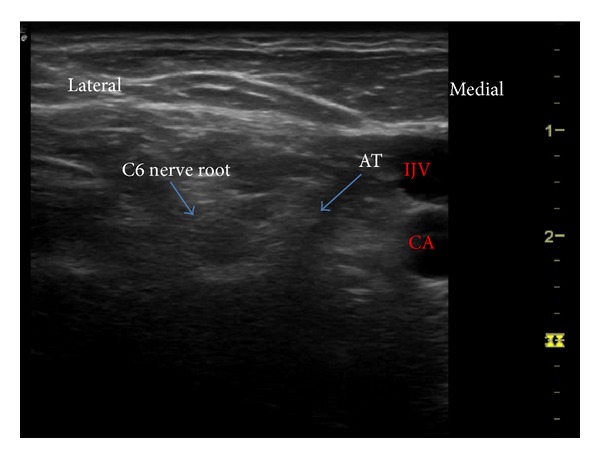 Lateral
Medial
1
C6 nerve root
AT
IJV
CA
2